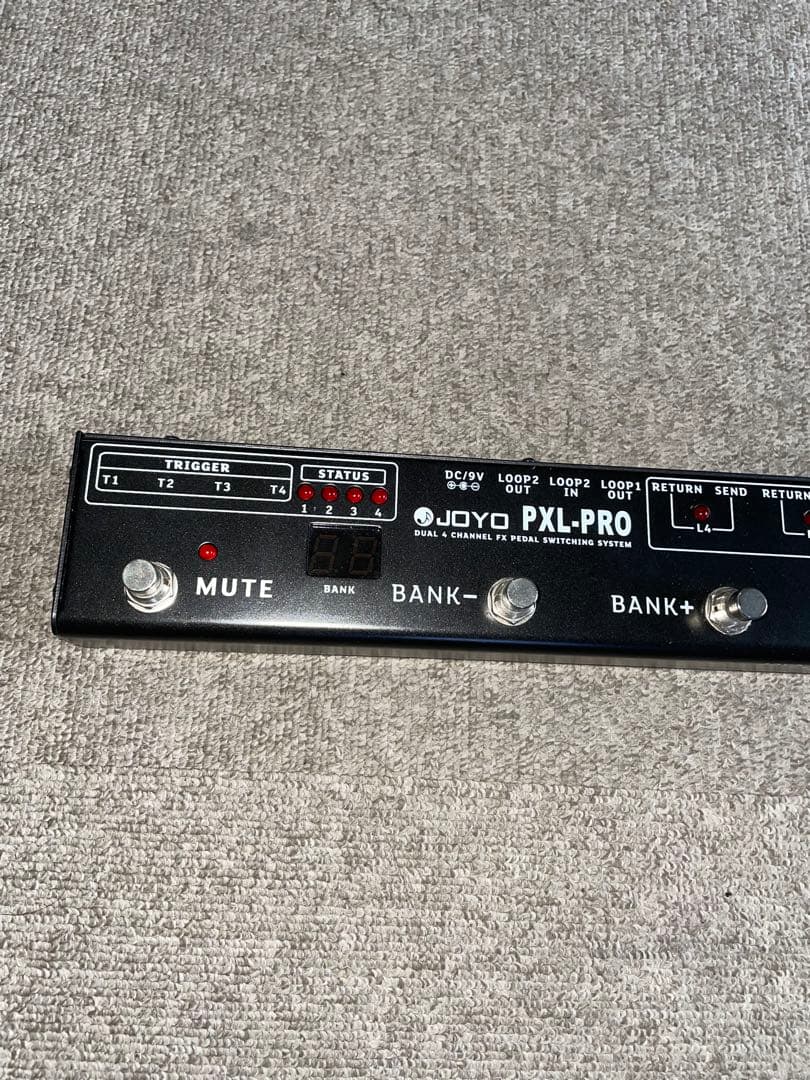 TRIGGER
T1 T2 T3 T4
STATUS
1 2 3 4
DC/9V
LOOP2 OUT
LOOP2 IN
LOOP1 OUT
RETURN SEND RETURN
L4
JOYO PXL-PRO
DUAL 4 CHANNEL FX PEDAL SWITCHING SYSTEM
MUTE
BANK
BANK-
BANK+